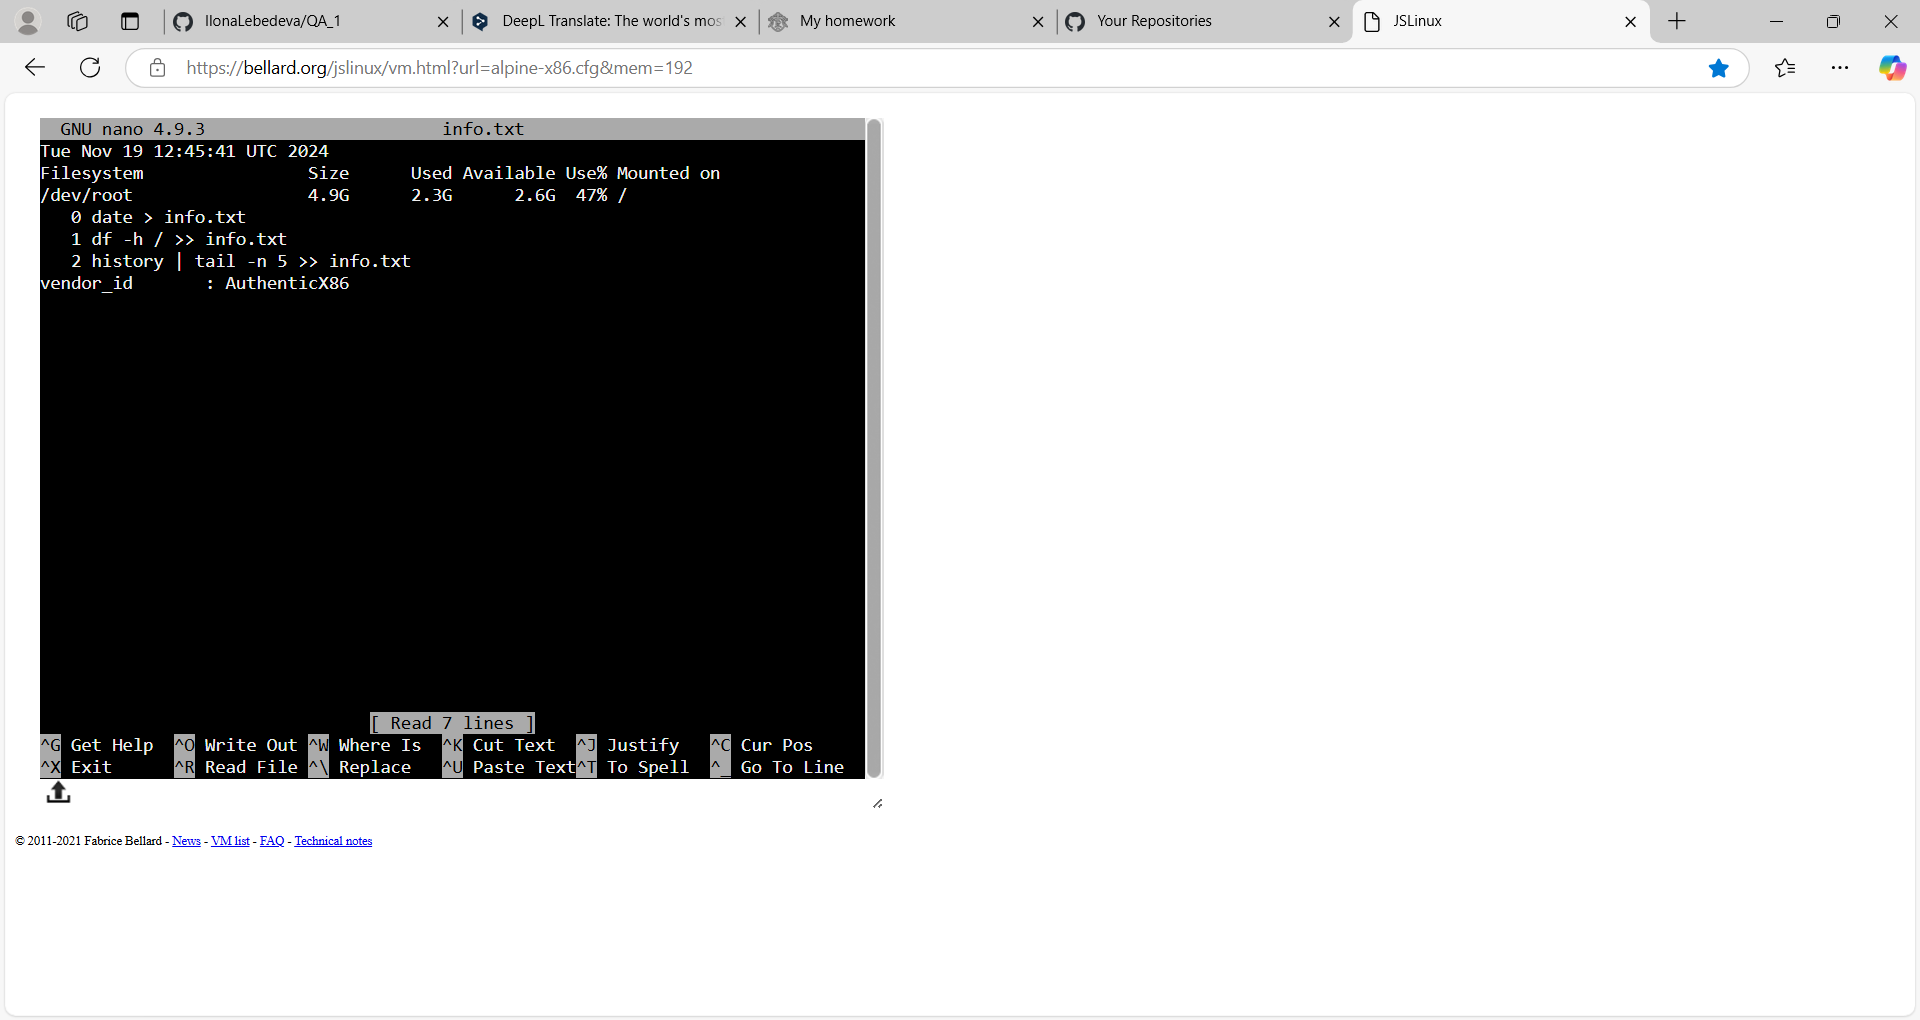 IlonaLebedeva/QA_1
DeepL Translate: The world's mos
My homework
Your Repositories
JSLinux
https://bellard.org/jslinux/vm.html?url=alpine-x86.cfg&mem=192
GNU nano 4.9.3 info.txt
Tue Nov 19 12:45:41 UTC 2024
Filesystem Size Used Available Use% Mounted on
/dev/root 4.9G 2.3G 2.6G 47% /
0 date > info.txt
1 df -h / >> info.txt
2 history | tail -n 5 >> info.txt
vendor_id : AuthenticX86
[ Read 7 lines ]
^G Get Help ^O Write Out ^W Where Is ^K Cut Text ^J Justify ^C Cur Pos
^X Exit ^R Read File ^\ Replace ^U Paste Text ^T To Spell ^_ Go To Line
© 2011-2021 Fabrice Bellard - News - VM list - FAQ - Technical notes